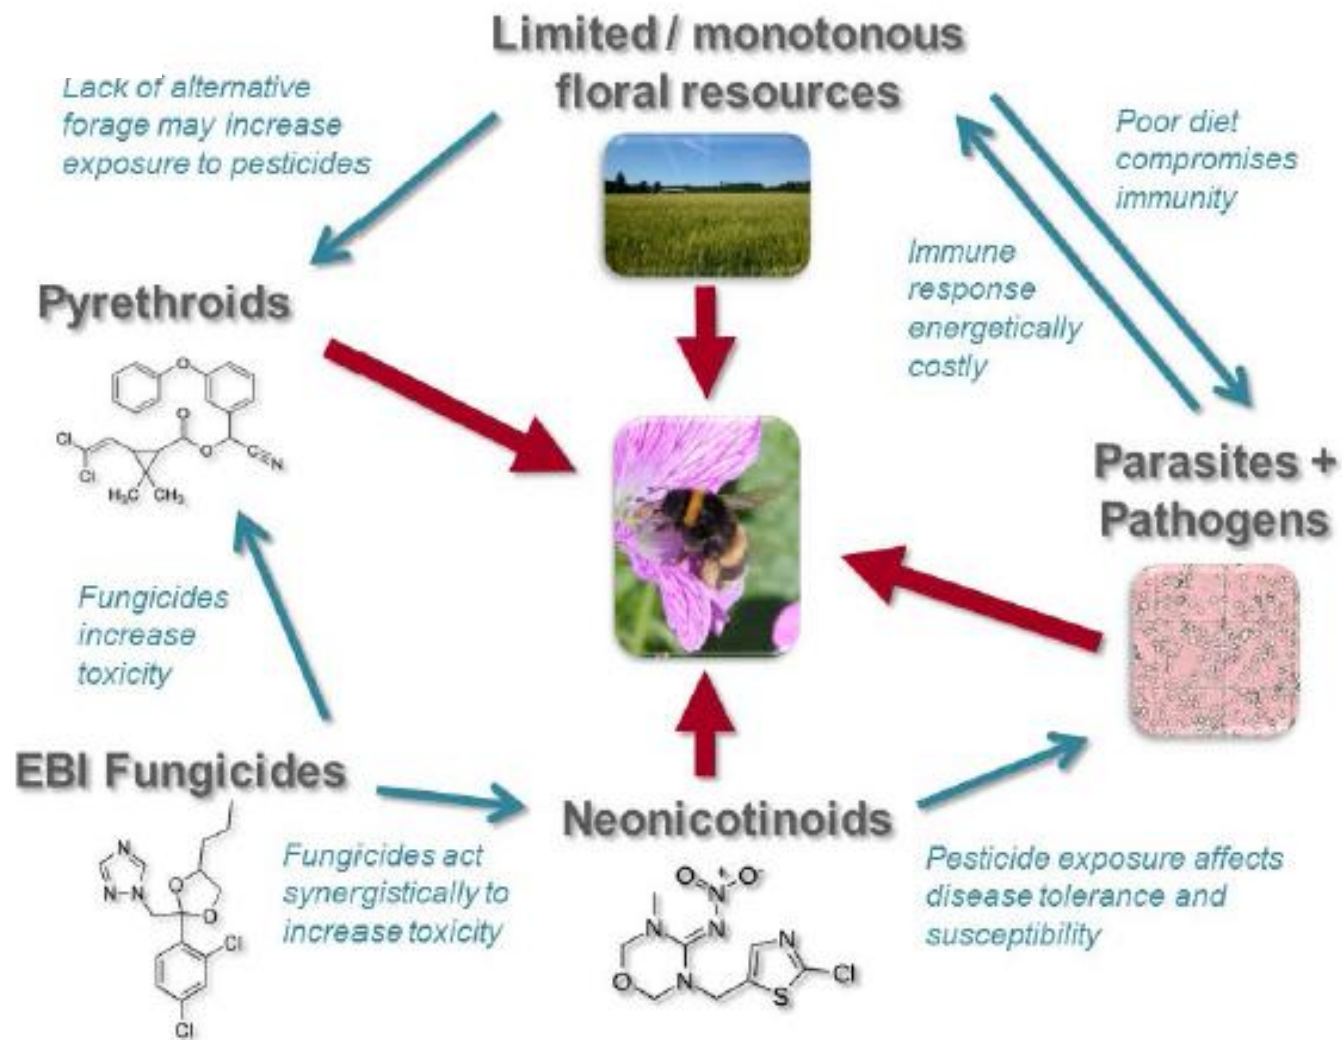 Limited / monotonous
floral resources
Lack of alternative
forage may increase
exposure to pesticides
Poor diet
compromises
immunity
Immune
response
energetically
costly
Pyrethroids
O
O
O
Cl
Cl
C≡N
H₃C CH₃
Parasites +
Pathogens
Fungicides
increase
toxicity
EBI Fungicides
N
N
N
O
O
Cl
Cl
Fungicides act
synergistically to
increase toxicity
Neonicotinoids
O
N⁺
O⁻
N
N
N
O
N
S
Cl
Pesticide exposure affects
disease tolerance and
susceptibility